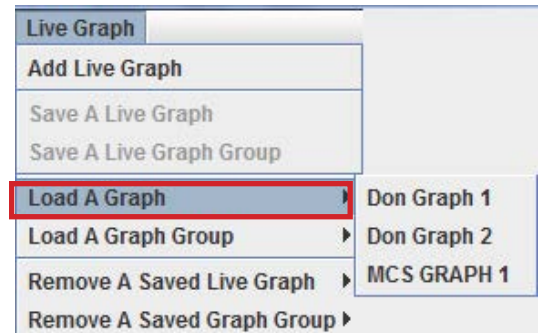 Live Graph
Add Live Graph
Save A Live Graph
Save A Live Graph Group
Load A Graph
Load A Graph Group
Remove A Saved Live Graph
Remove A Saved Graph Group
Don Graph 1
Don Graph 2
MCS GRAPH 1